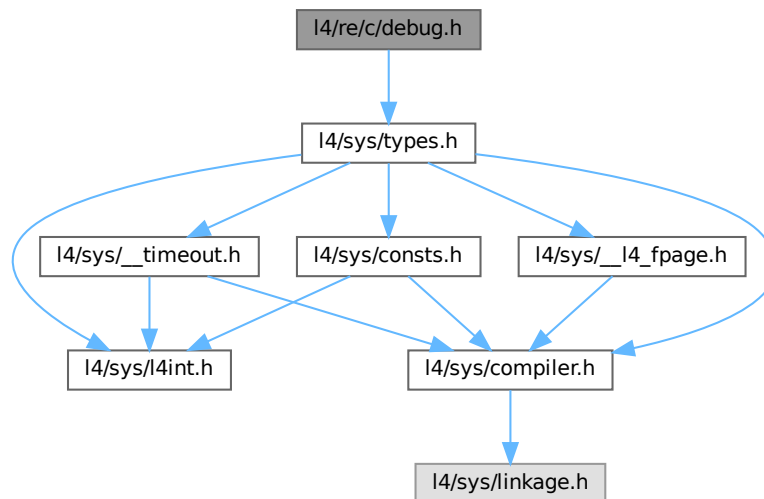 l4/re/c/debug.h
l4/sys/types.h
l4/sys/__timeout.h
l4/sys/consts.h
l4/sys/__l4_fpage.h
l4/sys/l4int.h
l4/sys/compiler.h
l4/sys/linkage.h